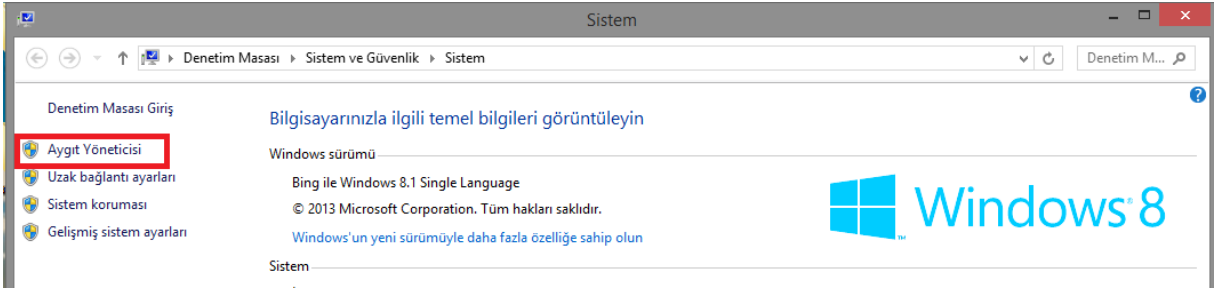 Sistem
Denetim Masası ▸ Sistem ve Güvenlik ▸ Sistem
Denetim M...
Denetim Masası Giriş
Aygıt Yöneticisi
Uzak bağlantı ayarları
Sistem koruması
Gelişmiş sistem ayarları
Bilgisayarınızla ilgili temel bilgileri görüntüleyin
Windows sürümü
Bing ile Windows 8.1 Single Language
© 2013 Microsoft Corporation. Tüm hakları saklıdır.
Windows'un yeni sürümüyle daha fazla özelliğe sahip olun
Windows 8
Sistem